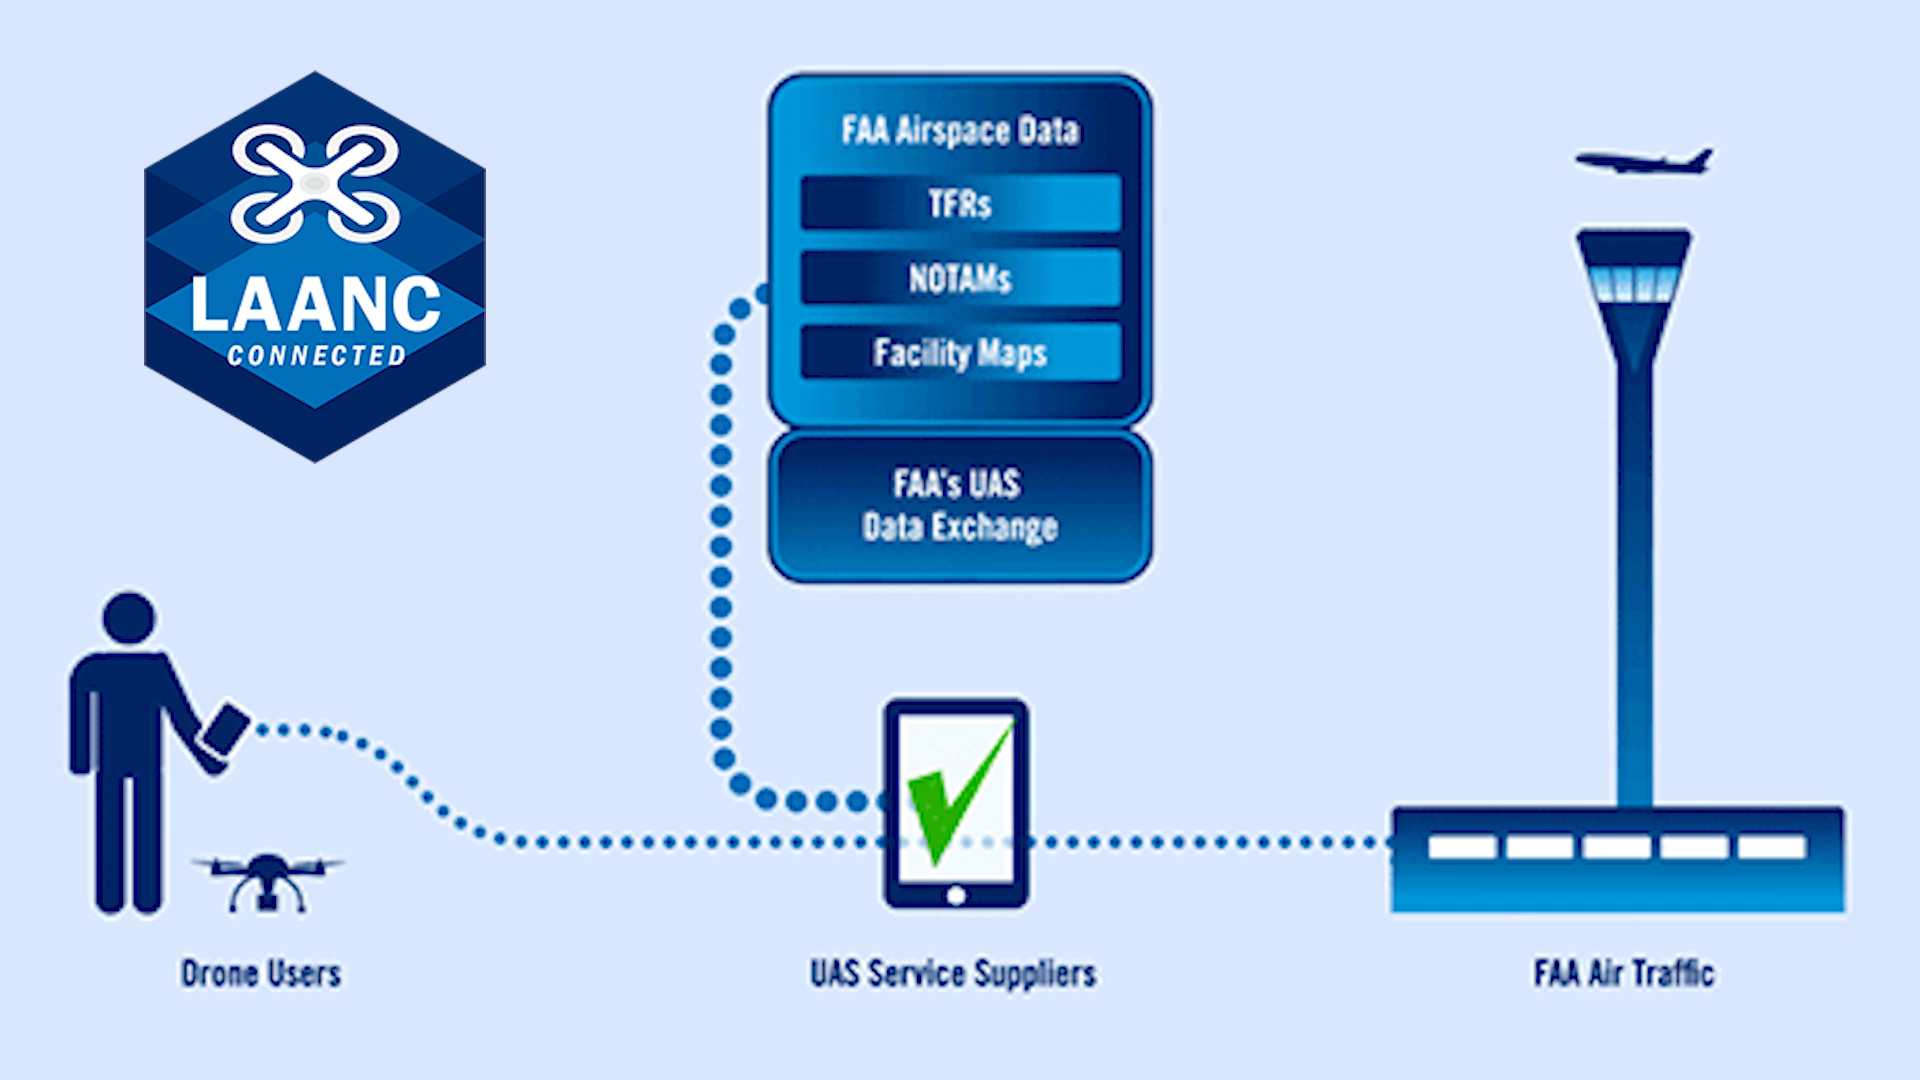 LAANC
CONNECTED
FAA Airspace Data
TFRs
NOTAMs
Facility Maps
FAA's UAS
Data Exchange
Drone Users
UAS Service Suppliers
FAA Air Traffic